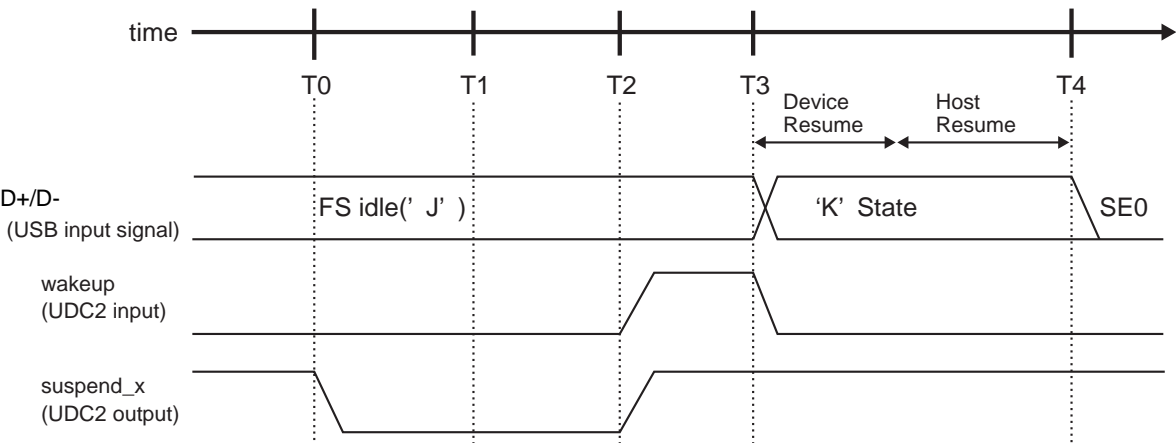 time
T0 T1 T2 T3 T4
Device Resume
Host Resume
D+/D-
(USB input signal)
FS idle(’ J’ )
‘K’ State
SE0
wakeup
(UDC2 input)
suspend_x
(UDC2 output)